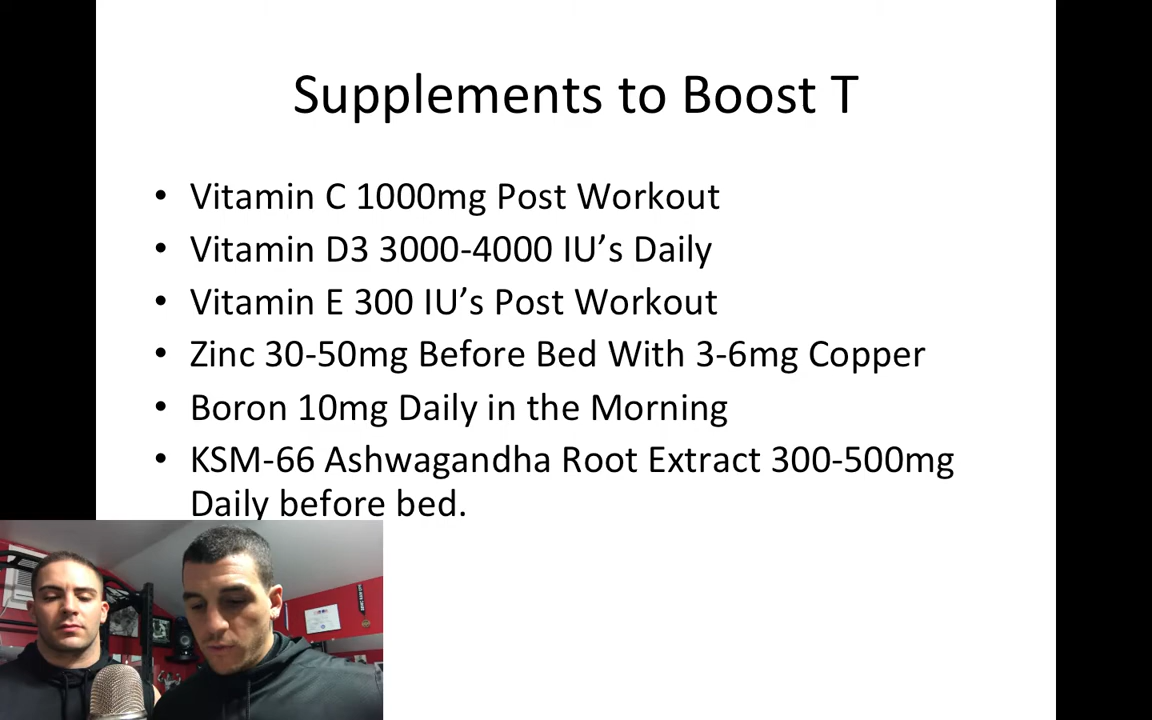 Supplements to Boost T
• Vitamin C 1000mg Post Workout
• Vitamin D3 3000-4000 IU’s Daily
• Vitamin E 300 IU’s Post Workout
• Zinc 30-50mg Before Bed With 3-6mg Copper
• Boron 10mg Daily in the Morning
• KSM-66 Ashwagandha Root Extract 300-500mg
Daily before bed.